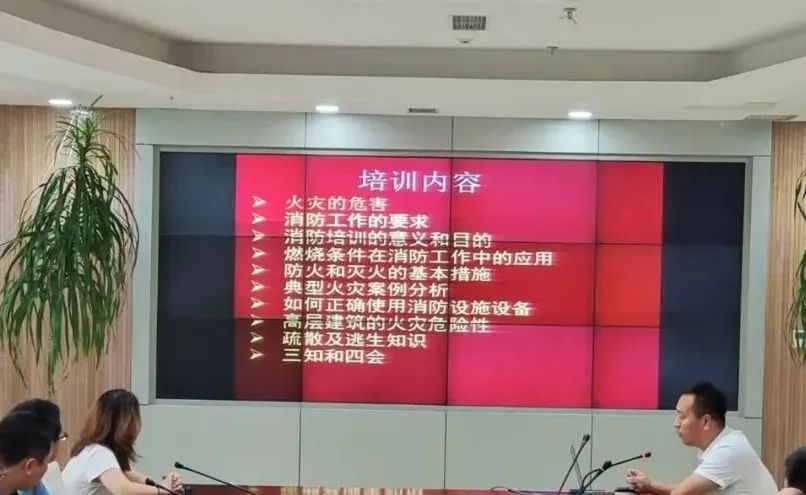 培训内容
火灾的危害
消防工作的要求
消防培训的意义和目的
燃烧条件在消防工作中的应用
防火和灭火的基本措施
典型火灾案例分析
如何正确使用消防设施设备
高层建筑的火灾危险性
疏散及逃生知识
三知和四会